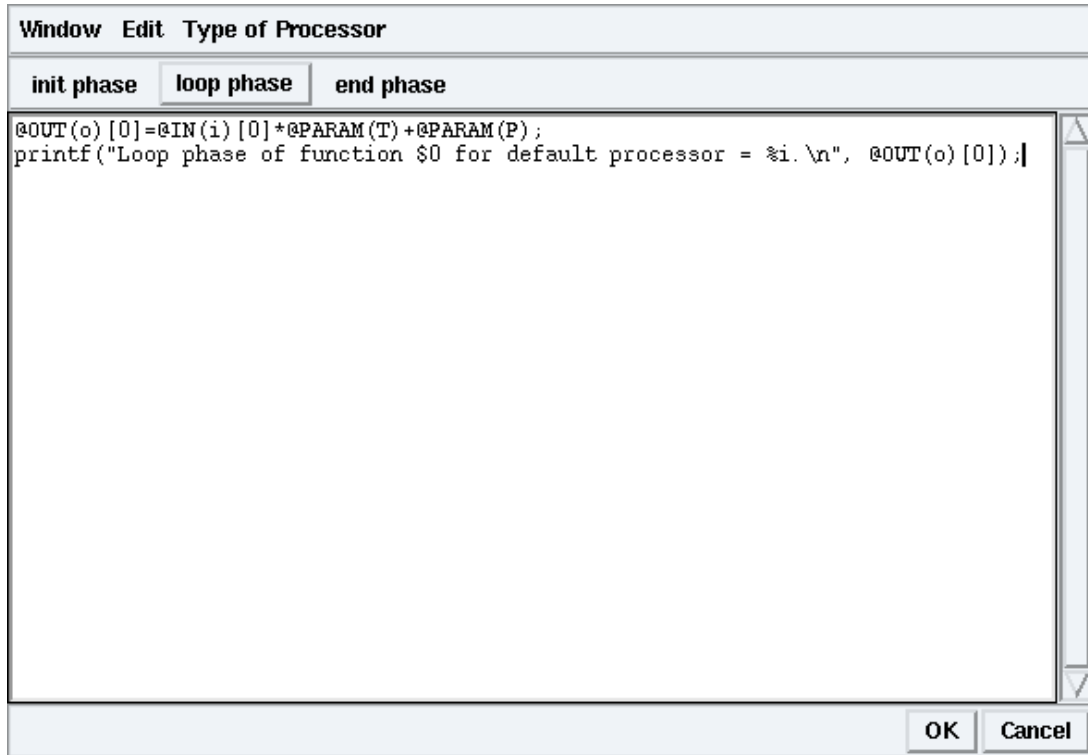 Window Edit Type of Processor
init phase loop phase end phase
@OUT(o)[0]=@IN(i)[0]*@PARAM(T)+@PARAM(P);
printf("Loop phase of function $0 for default processor = %i.\n", @OUT(o)[0]);
OK Cancel